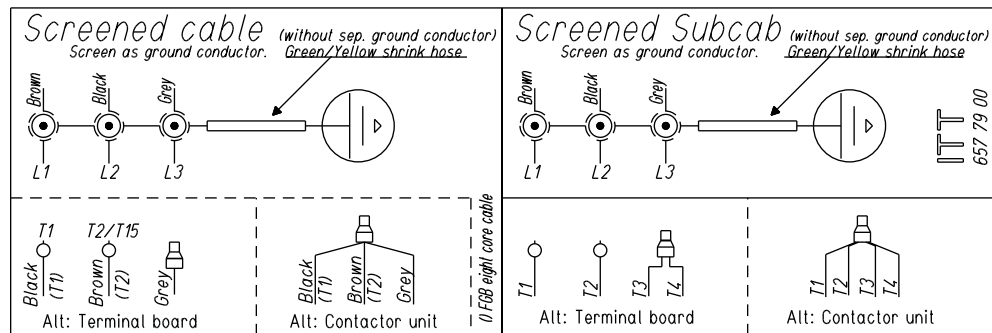 Screened cable (without sep. ground conductor)
Screen as ground conductor. Green/Yellow shrink hose
Brown
Black
Grey
L1
L2
L3
T1
T2/T15
Black
(T1)
Brown
(T2)
Grey
Alt: Terminal board
Black
(T1)
Brown
(T2)
Grey
Alt: Contactor unit
() FGB eight core cable
Screened Subcab (without sep. ground conductor)
Screen as ground conductor. Green/Yellow shrink hose
Brown
Black
Grey
L1
L2
L3
ITT
657 79 00
T1
T2
T3
T4
Alt: Terminal board
T1
T2
T3
T4
Alt: Contactor unit